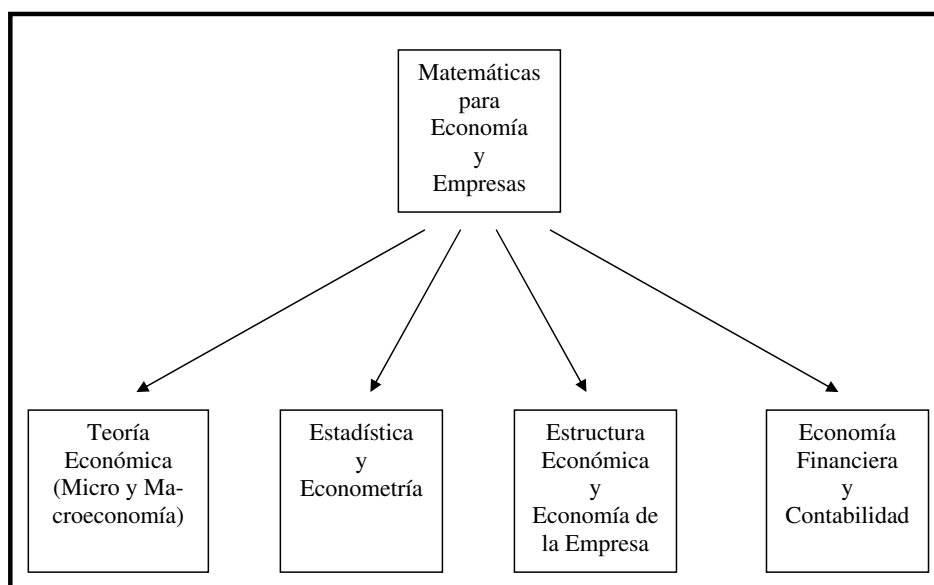 Matemáticas
para
Economía
y
Empresas
Teoría
Económica
(Micro y Ma-
croeconomía)
Estadística
y
Econometría
Estructura
Económica
y
Economía de
la Empresa
Economía
Financiera
y
Contabilidad